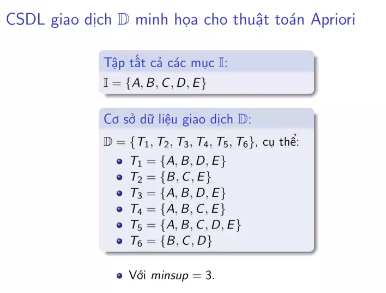 CSDL giao dịch 𝔻 minh họa cho thuật toán Apriori
Tập tất cả các mục 𝕀:
𝕀 = {A, B, C, D, E}
Cơ sở dữ liệu giao dịch 𝔻:
𝔻 = {T₁, T₂, T₃, T₄, T₅, T₆}, cụ thể:
T₁ = {A, B, D, E}
T₂ = {B, C, E}
T₃ = {A, B, D, E}
T₄ = {A, B, C, E}
T₅ = {A, B, C, D, E}
T₆ = {B, C, D}
Với minsup = 3.